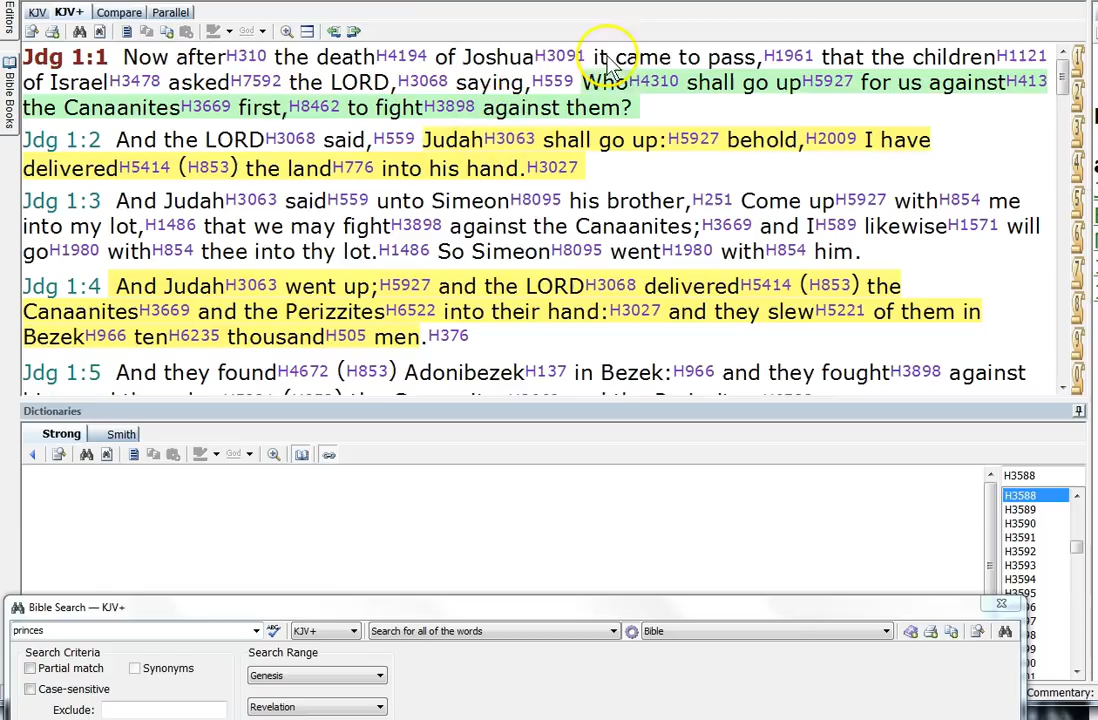 KJV KJV+ Compare Parallel
Editors
Bible Books
God
Jdg 1:1 Now afterH310 the deathH4194 of JoshuaH3091 it came to pass,H1961 that the childrenH1121
of IsraelH3478 askedH7592 the LORD,H3068 saying,H559 WhoH4310 shall go upH5927 for us againstH413
the CanaanitesH3669 first,H8462 to fightH3898 against them?
Jdg 1:2 And the LORDH3068 said,H559 JudahH3063 shall go up:H5927 behold,H2009 I have
deliveredH5414 (H853) the landH776 into his hand.H3027
Jdg 1:3 And JudahH3063 saidH559 unto SimeonH8095 his brother,H251 Come upH5927 withH854 me
into my lot,H1486 that we may fightH3898 against the Canaanites;H3669 and IH589 likewiseH1571 will
goH1980 withH854 thee into thy lot.H1486 So SimeonH8095 wentH1980 withH854 him.
Jdg 1:4 And JudahH3063 went up;H5927 and the LORDH3068 deliveredH5414 (H853) the
CanaanitesH3669 and the PerizzitesH6522 into their hand:H3027 and they slewH5221 of them in
BezekH966 tenH6235 thousandH505 men.H376
Jdg 1:5 And they foundH4672 (H853) AdonibezekH137 in Bezek:H966 and they foughtH3898 against
Dictionaries
Strong Smith
God
H3588
H3588
H3589
H3590
H3591
H3592
H3593
H3594
H3595
Bible Search — KJV+
princes ABC KJV+ Search for all of the words Bible
Search Criteria Search Range
Partial match Synonyms Genesis
Case-sensitive
Exclude: Revelation
Commentary: